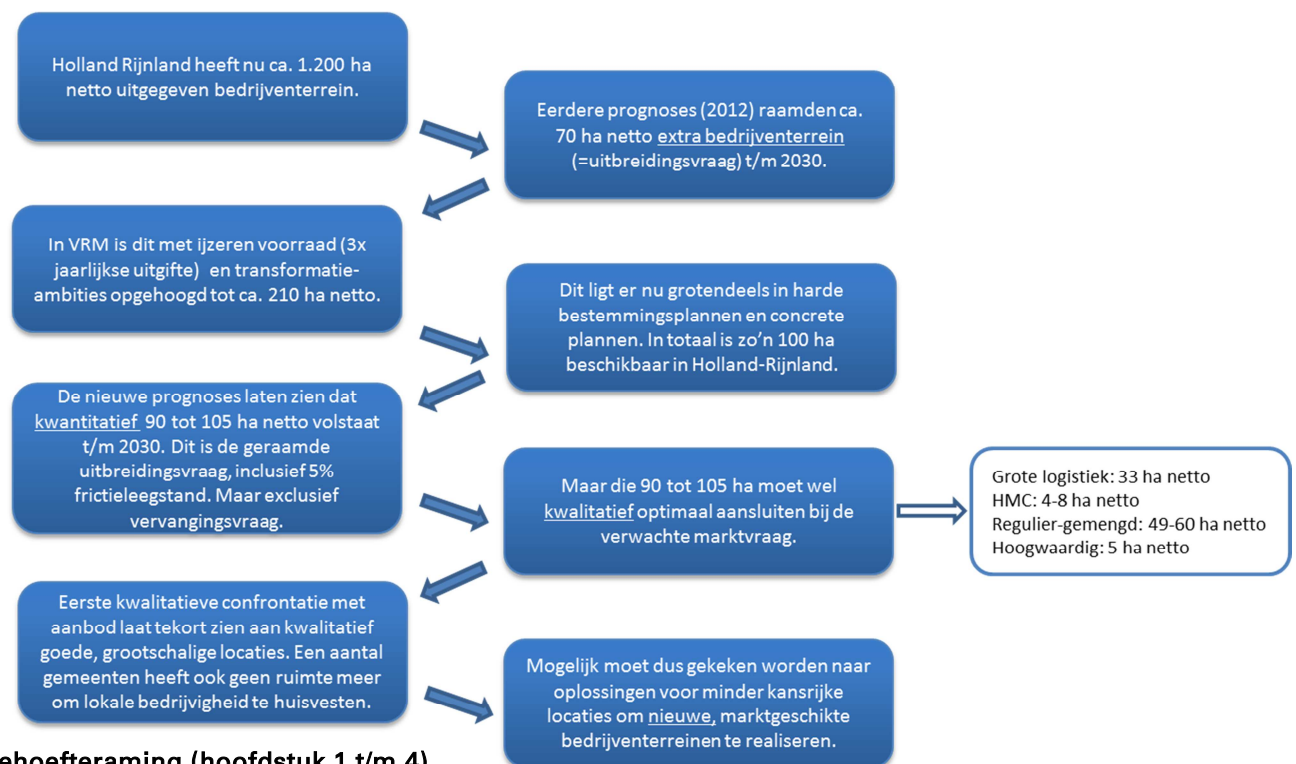 Holland Rijnland heeft nu ca. 1.200 ha
netto uitgegeven bedrijventerrein.
Eerdere prognoses (2012) raamden ca.
70 ha netto extra bedrijventerrein
(=uitbreidingsvraag) t/m 2030.
In VRM is dit met ijzeren voorraad (3x
jaarlijkse uitgifte) en transformatie-
ambities opgehoogd tot ca. 210 ha netto.
Dit ligt er nu grotendeels in harde
bestemmingsplannen en concrete
plannen. In totaal is zo'n 100 ha
beschikbaar in Holland-Rijnland.
De nieuwe prognoses laten zien dat
kwantitatief 90 tot 105 ha netto volstaat
t/m 2030. Dit is de geraamde
uitbreidingsvraag, inclusief 5%
frictieleegstand. Maar exclusief
vervangingsvraag.
Maar die 90 tot 105 ha moet wel
kwalitatief optimaal aansluiten bij de
verwachte marktvraag.
Grote logistiek: 33 ha netto
HMC: 4-8 ha netto
Regulier-gemengd: 49-60 ha netto
Hoogwaardig: 5 ha netto
Eerste kwalitatieve confrontatie met
aanbod laat tekort zien aan kwalitatief
goede, grootschalige locaties. Een aantal
gemeenten heeft ook geen ruimte meer
om lokale bedrijvigheid te huisvesten.
Mogelijk moet dus gekeken worden naar
oplossingen voor minder kansrijke
locaties om nieuwe, marktgeschikte
bedrijventerreinen te realiseren.
ehoefteraming (hoofdstuk 1 t/m 4)